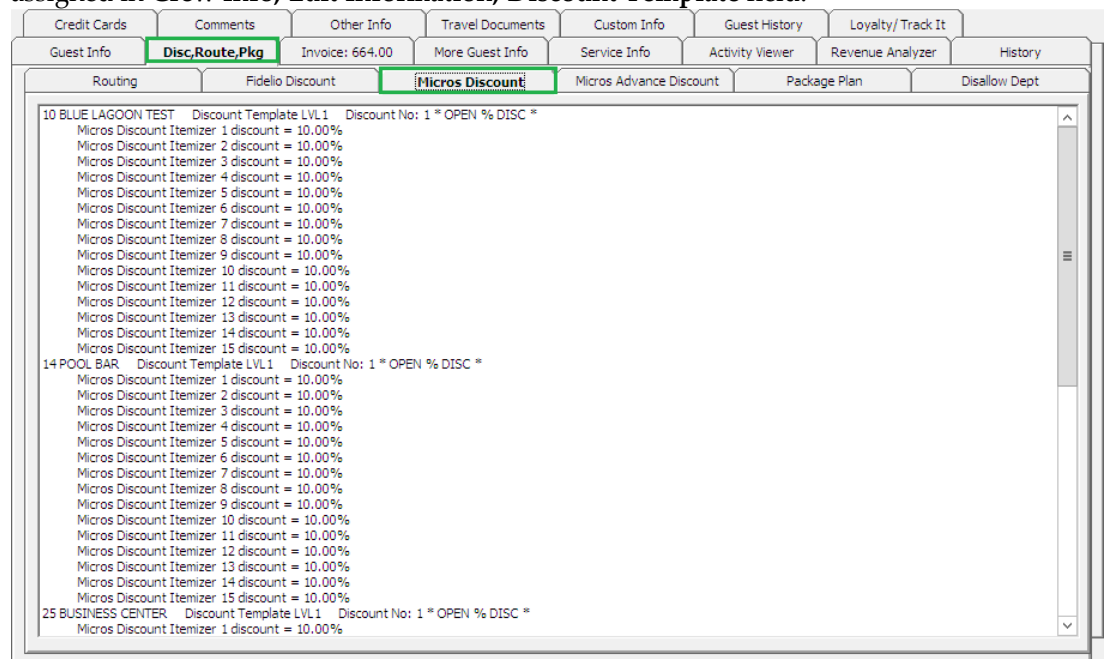 assigned in Crew Info, Edit Information, Discount Template field.
Credit Cards Comments Other Info Travel Documents Custom Info Guest History Loyalty/Track It
Guest Info Disc,Route,Pkg Invoice: 664.00 More Guest Info Service Info Activity Viewer Revenue Analyzer History
Routing Fidelio Discount Micros Discount Micros Advance Discount Package Plan Disallow Dept
10 BLUE LAGOON TEST Discount Template LVL1 Discount No: 1 * OPEN % DISC *
Micros Discount Itemizer 1 discount = 10.00%
Micros Discount Itemizer 2 discount = 10.00%
Micros Discount Itemizer 3 discount = 10.00%
Micros Discount Itemizer 4 discount = 10.00%
Micros Discount Itemizer 5 discount = 10.00%
Micros Discount Itemizer 6 discount = 10.00%
Micros Discount Itemizer 7 discount = 10.00%
Micros Discount Itemizer 8 discount = 10.00%
Micros Discount Itemizer 9 discount = 10.00%
Micros Discount Itemizer 10 discount = 10.00%
Micros Discount Itemizer 11 discount = 10.00%
Micros Discount Itemizer 12 discount = 10.00%
Micros Discount Itemizer 13 discount = 10.00%
Micros Discount Itemizer 14 discount = 10.00%
Micros Discount Itemizer 15 discount = 10.00%
14 POOL BAR Discount Template LVL1 Discount No: 1 * OPEN % DISC *
Micros Discount Itemizer 1 discount = 10.00%
Micros Discount Itemizer 2 discount = 10.00%
Micros Discount Itemizer 3 discount = 10.00%
Micros Discount Itemizer 4 discount = 10.00%
Micros Discount Itemizer 5 discount = 10.00%
Micros Discount Itemizer 6 discount = 10.00%
Micros Discount Itemizer 7 discount = 10.00%
Micros Discount Itemizer 8 discount = 10.00%
Micros Discount Itemizer 9 discount = 10.00%
Micros Discount Itemizer 10 discount = 10.00%
Micros Discount Itemizer 11 discount = 10.00%
Micros Discount Itemizer 12 discount = 10.00%
Micros Discount Itemizer 13 discount = 10.00%
Micros Discount Itemizer 14 discount = 10.00%
Micros Discount Itemizer 15 discount = 10.00%
25 BUSINESS CENTER Discount Template LVL1 Discount No: 1 * OPEN % DISC *
Micros Discount Itemizer 1 discount = 10.00%